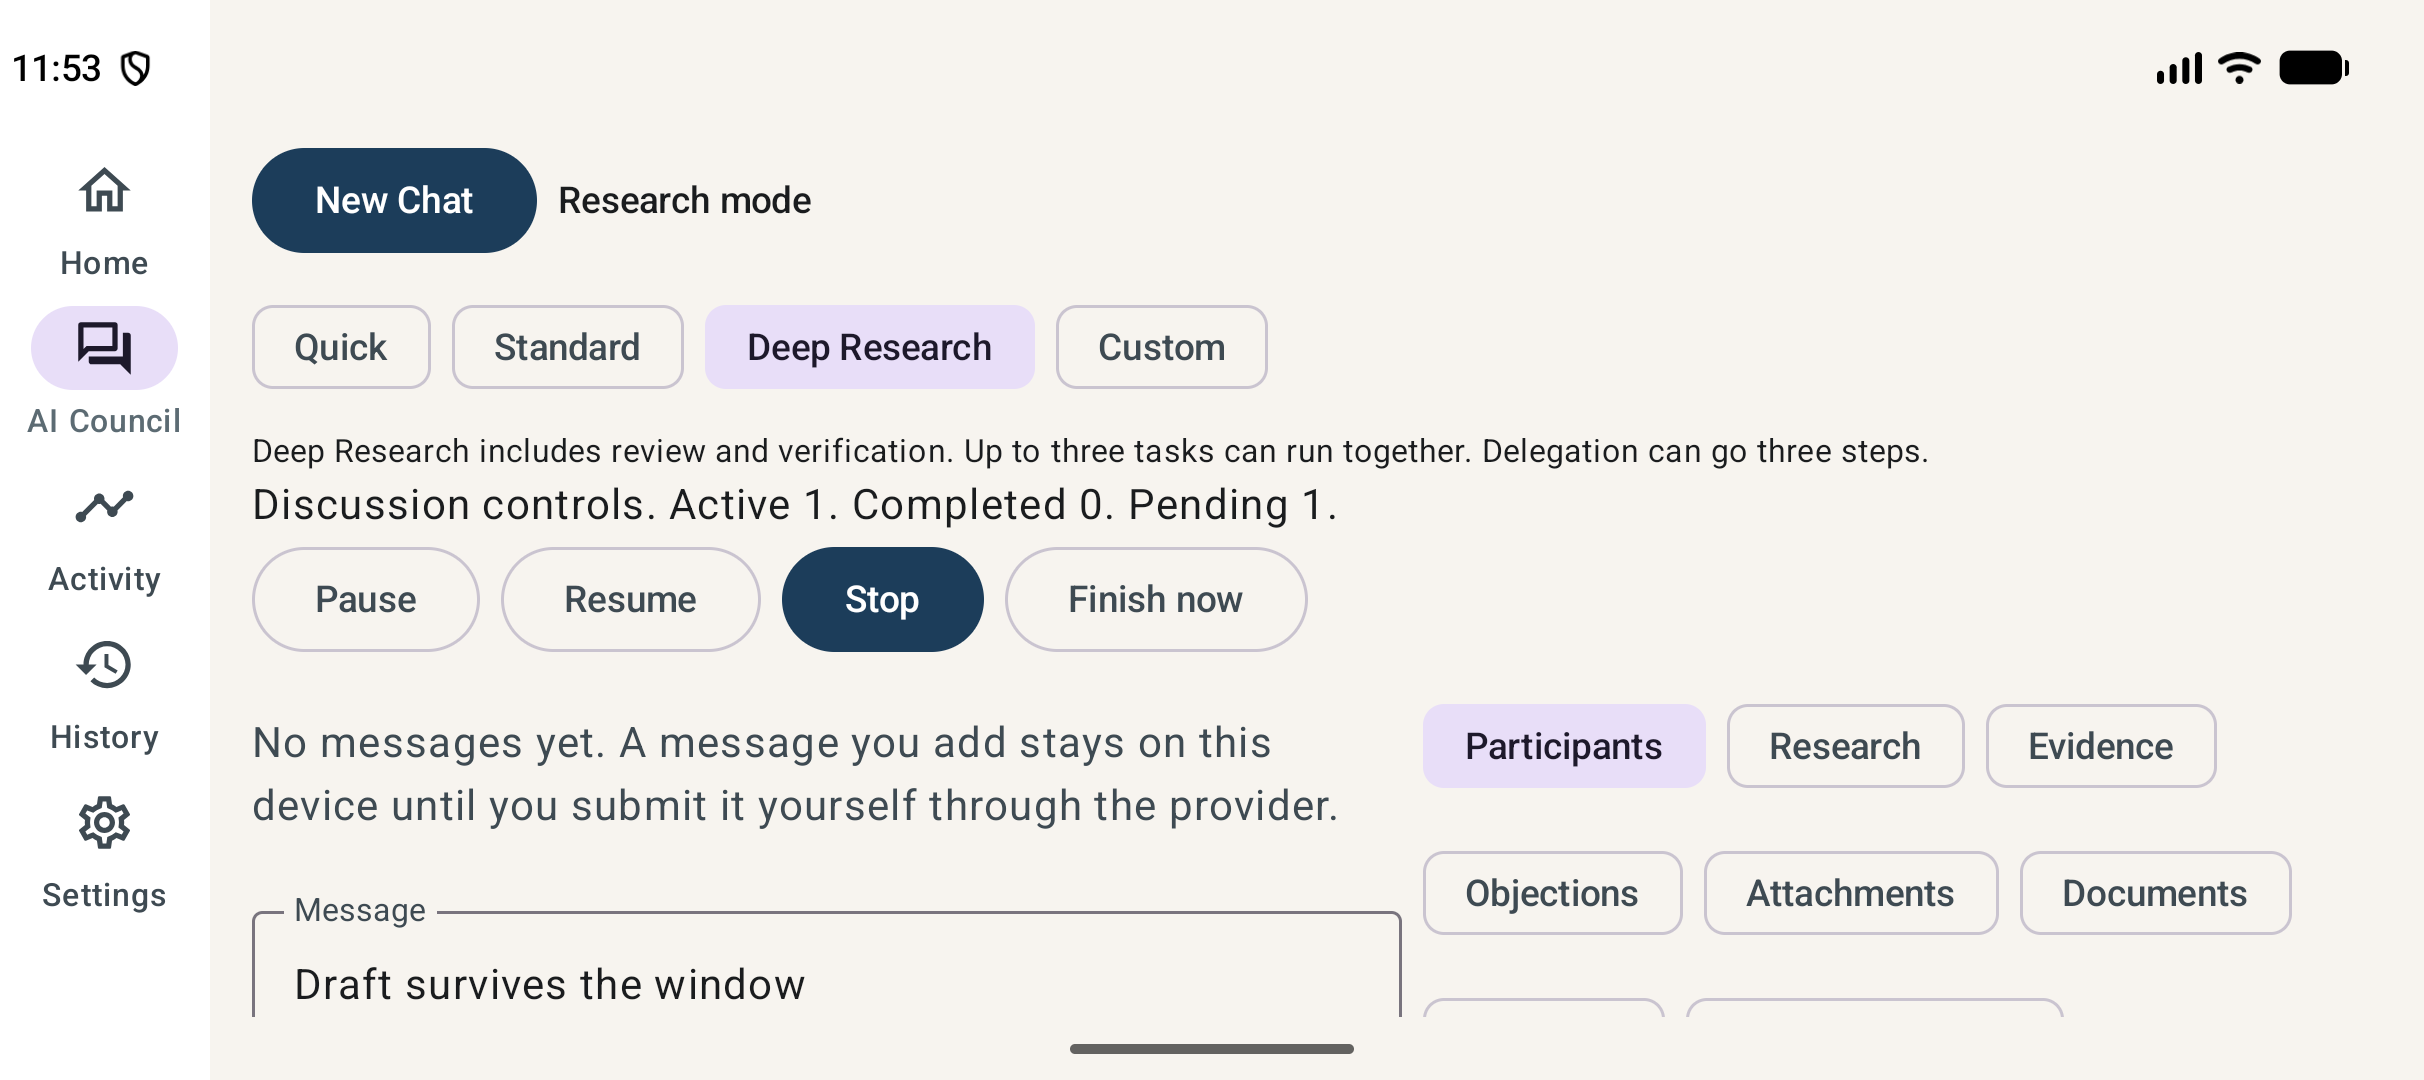 11:53
Home
AI Council
Activity
History
Settings
New Chat
Research mode
Quick
Standard
Deep Research
Custom
Deep Research includes review and verification. Up to three tasks can run together. Delegation can go three steps.
Discussion controls. Active 1. Completed 0. Pending 1.
Pause
Resume
Stop
Finish now
No messages yet. A message you add stays on this
device until you submit it yourself through the provider.
Message
Draft survives the window
Participants
Research
Evidence
Objections
Attachments
Documents